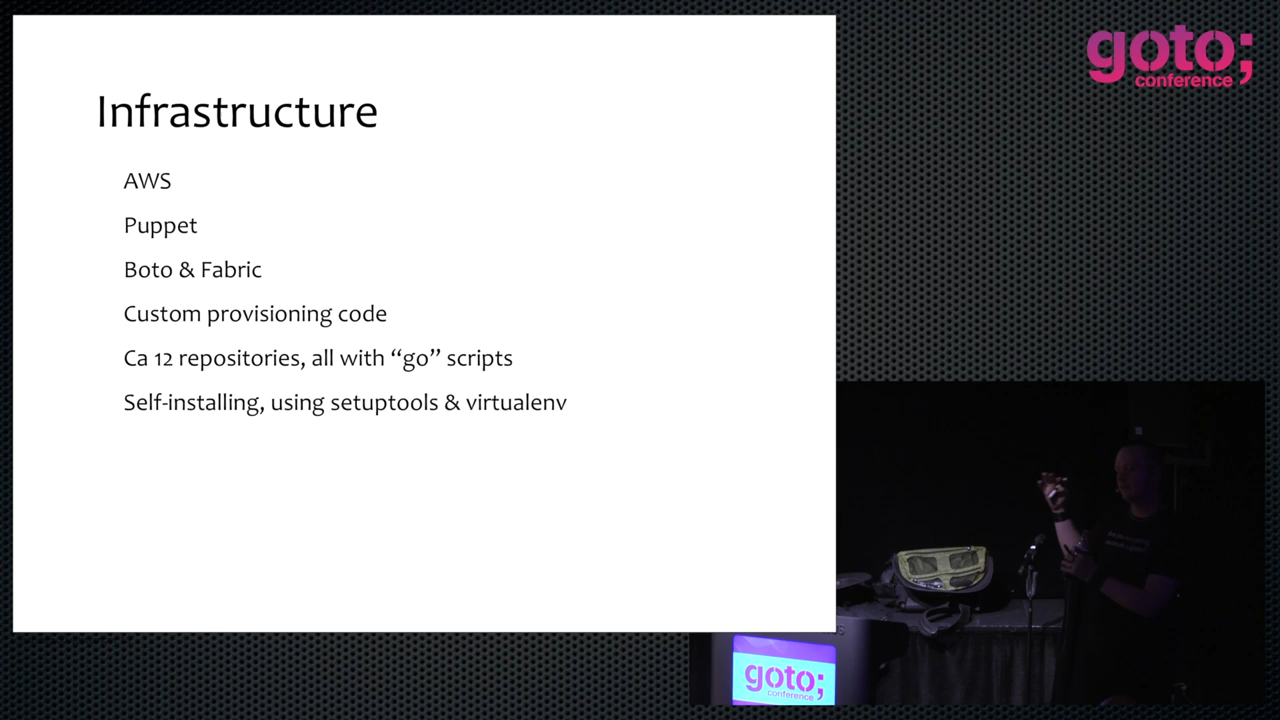 goto;
conference
Infrastructure
AWS
Puppet
Boto & Fabric
Custom provisioning code
Ca 12 repositories, all with “go” scripts
Self-installing, using setuptools & virtualenv
goto;
conference